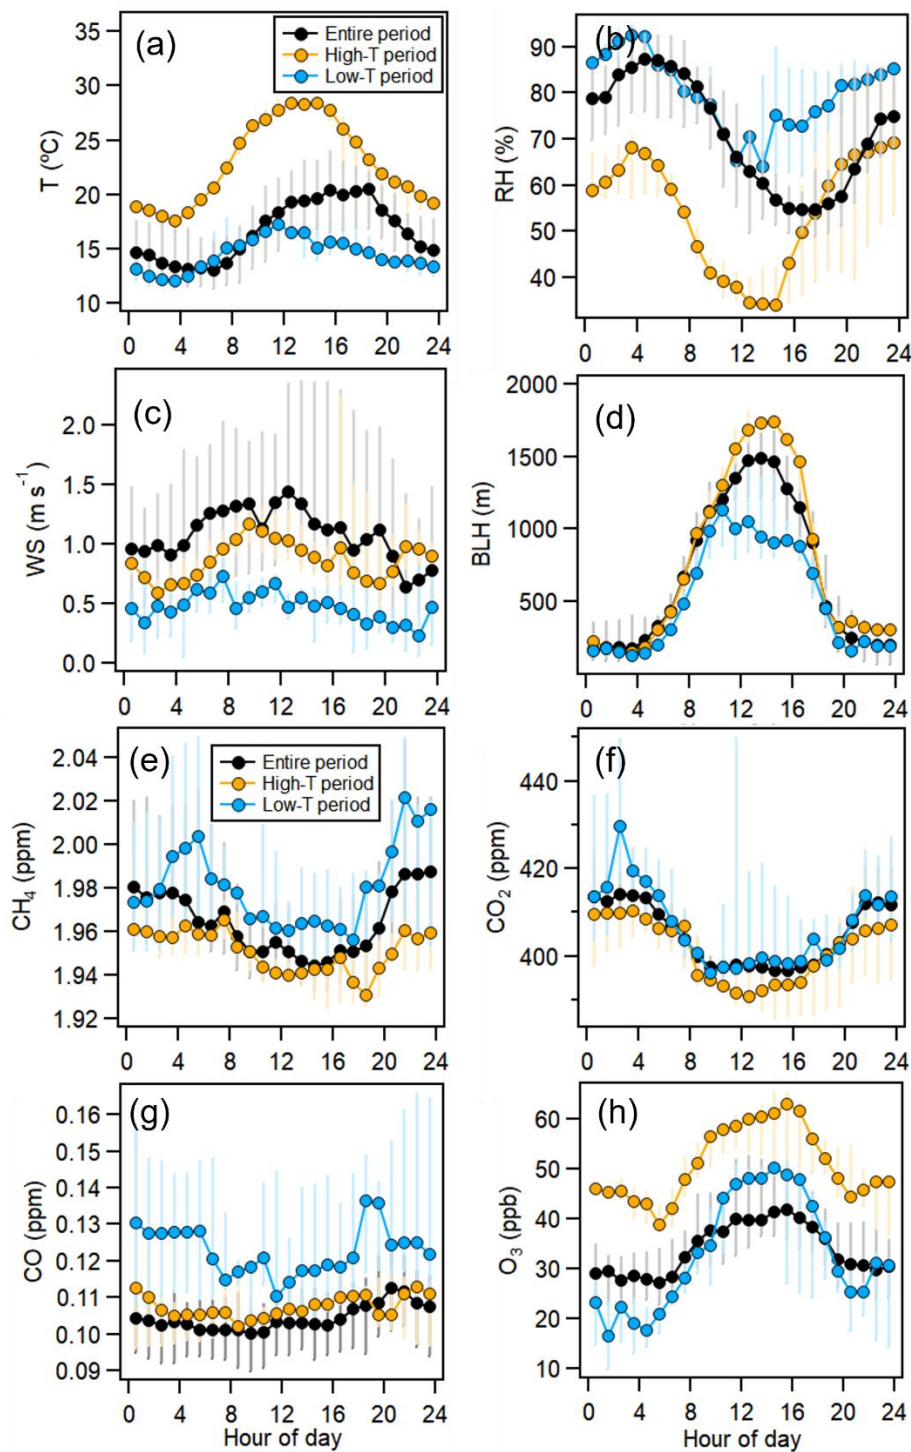 (a)
Entire period
High-T period
Low-T period
T (ºC)
35
30
25
20
15
10
0 4 8 12 16 20 24
(b)
RH (%)
90
80
70
60
50
40
0 4 8 12 16 20 24
(c)
WS (m s⁻¹)
2.0
1.5
1.0
0.5
0.0
0 4 8 12 16 20 24
(d)
BLH (m)
2000
1500
1000
500
0 4 8 12 16 20 24
(e)
Entire period
High-T period
Low-T period
CH₄ (ppm)
2.04
2.02
2.00
1.98
1.96
1.94
1.92
0 4 8 12 16 20 24
(f)
CO₂ (ppm)
440
420
400
0 4 8 12 16 20 24
(g)
CO (ppm)
0.16
0.15
0.14
0.13
0.12
0.11
0.10
0.09
0 4 8 12 16 20 24
Hour of day
(h)
O₃ (ppb)
60
50
40
30
20
10
0 4 8 12 16 20 24
Hour of day